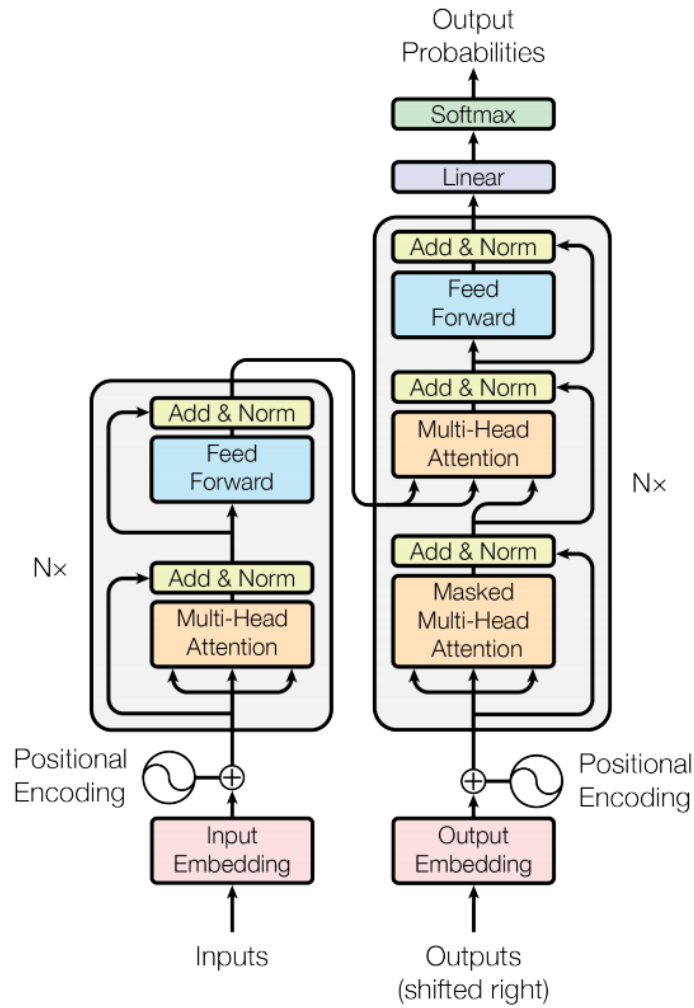 Output
Probabilities
Softmax
Linear
Add & Norm
Feed
Forward
Add & Norm
Multi-Head
Attention
Nx
Add & Norm
Masked
Multi-Head
Attention
Add & Norm
Feed
Forward
Nx
Add & Norm
Multi-Head
Attention
Positional
Encoding
Positional
Encoding
Input
Embedding
Output
Embedding
Inputs
Outputs
(shifted right)